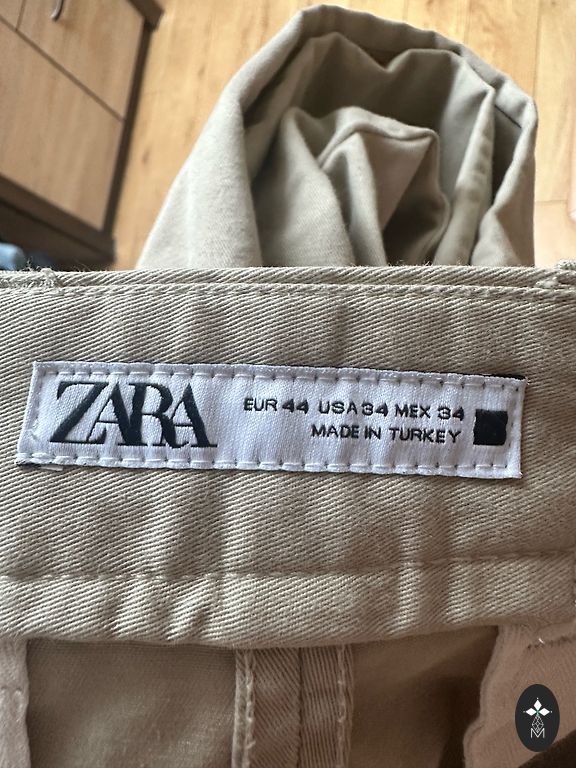 ZARA
EUR 44 USA 34 MEX 34
MADE IN TURKEY
M